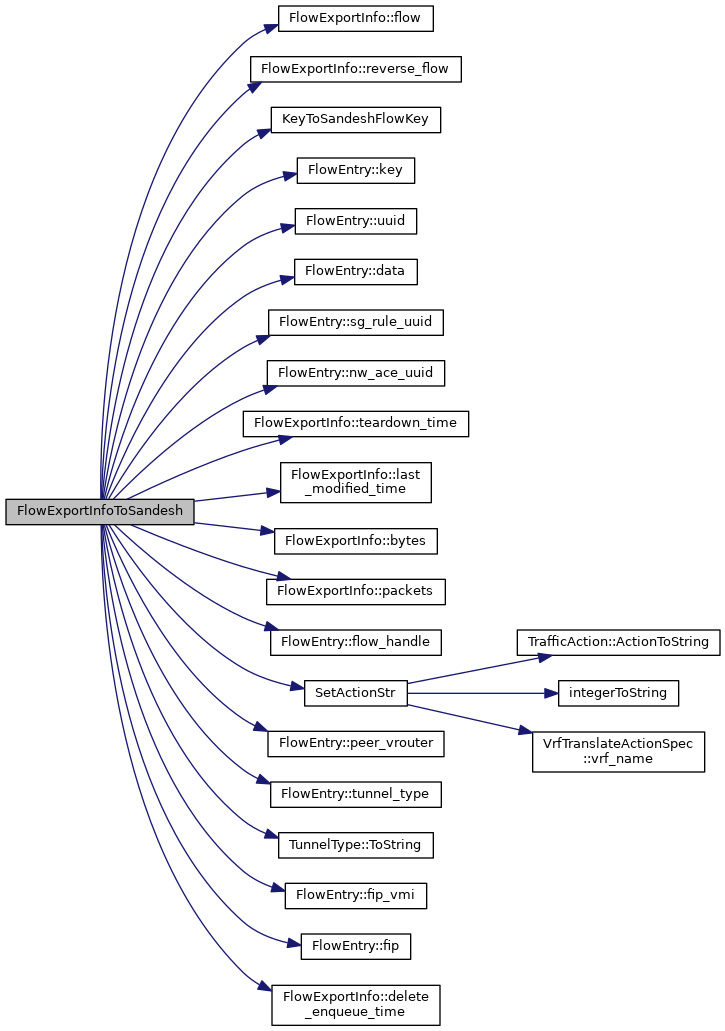 FlowExportInfo::flow
FlowExportInfo::reverse_flow
KeyToSandeshFlowKey
FlowEntry::key
FlowEntry::uuid
FlowEntry::data
FlowEntry::sg_rule_uuid
FlowEntry::nw_ace_uuid
FlowExportInfo::teardown_time
FlowExportInfo::last
_modified_time
FlowExportInfoToSandesh
FlowExportInfo::bytes
FlowExportInfo::packets
FlowEntry::flow_handle
SetActionStr
TrafficAction::ActionToString
integerToString
VrfTranslateActionSpec
::vrf_name
FlowEntry::peer_vrouter
FlowEntry::tunnel_type
TunnelType::ToString
FlowEntry::fip_vmi
FlowEntry::fip
FlowExportInfo::delete
_enqueue_time